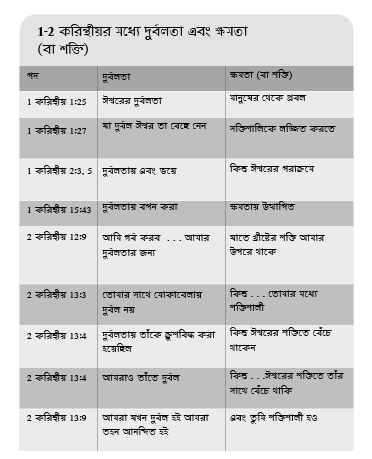 1-2 করিন্থীয়র মধ্যে দুর্বলতা এবং ক্ষমতা
(বা শক্তি)
পদ দুর্বলতা ক্ষমতা (বা শক্তি)
1 করিন্থীয় 1:25 ঈশ্বরের দুর্বলতা মানুষের থেকে প্রবল
1 করিন্থীয় 1:27 যা দুর্বল ঈশ্বর তা বেছে নেন শক্তিশালিকে লজ্জিত করতে
1 করিন্থীয় 2:3, 5 দুর্বলতায় এবং ভয়ে কিন্তু ঈশ্বরের পরাক্রমে
1 করিন্থীয় 15:43 দুর্বলতায় বপন করা ক্ষমতায় উত্থাপিত
2 করিন্থীয় 12:9 আমি গর্ব করব . . . আমার যাতে খ্রীষ্টের শক্তি আমার
দুর্বলতার জন্য উপরে থাকে
2 করিন্থীয় 13:3 তোমার সাথে মোকাবেলায় কিন্তু . . . তোমার মধ্যে
দুর্বল নয় শক্তিশালী
2 করিন্থীয় 13:4 দুর্বলতায় তাঁকে ক্রুশবিদ্ধ করা কিন্তু ঈশ্বরের শক্তিতে বেঁচে
হয়েছিল থাকেন
2 করিন্থীয় 13:4 আমরাও তাঁতে দুর্বল কিন্তু . . .ঈশ্বরের শক্তিতে তাঁর
সাথে বেঁচে থাকি
2 করিন্থীয় 13:9 আমরা যখন দুর্বল হই আমরা এবং তুমি শক্তিশালী হও
তহন আনন্দিত হই